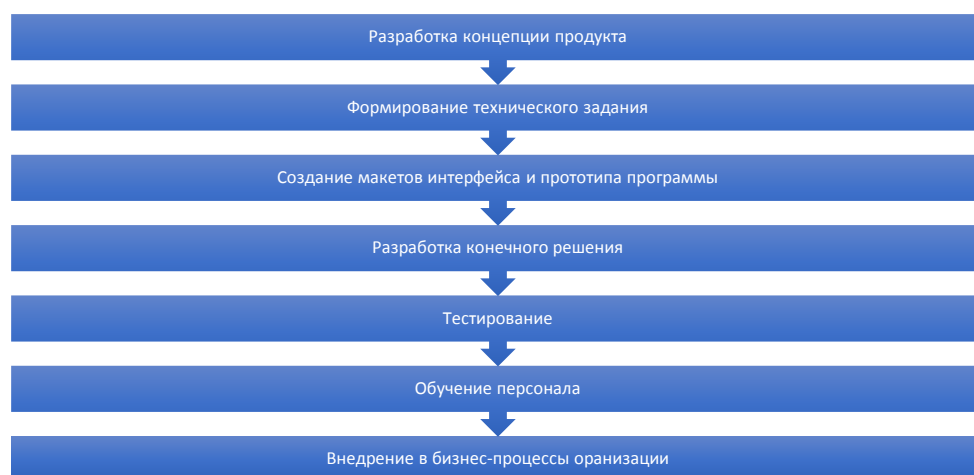 Разработка концепции продукта
Формирование технического задания
Создание макетов интерфейса и прототипа программы
Разработка конечного решения
Тестирование
Обучение персонала
Внедрение в бизнес-процессы оранизации